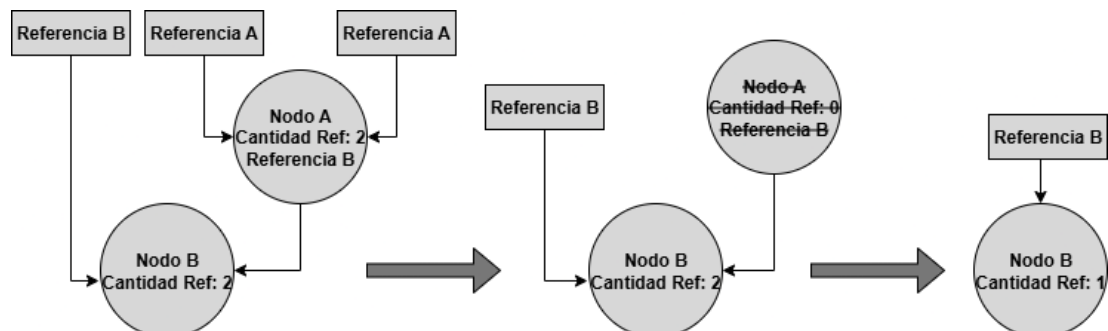 Referencia B
Referencia A
Referencia A
Nodo A
Cantidad Ref: 2
Referencia B
Nodo B
Cantidad Ref: 2
Referencia B
Nodo A
Cantidad Ref: 0
Referencia B
Nodo B
Cantidad Ref: 2
Referencia B
Nodo B
Cantidad Ref: 1